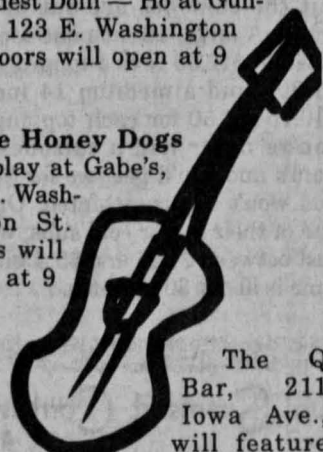 123 E. Washington
oors will open at 9
e Honey Dogs
play at Gabe's,
. Wash-
on St.
s will
at 9
The Q
Bar, 211
Iowa Ave.,
will feature